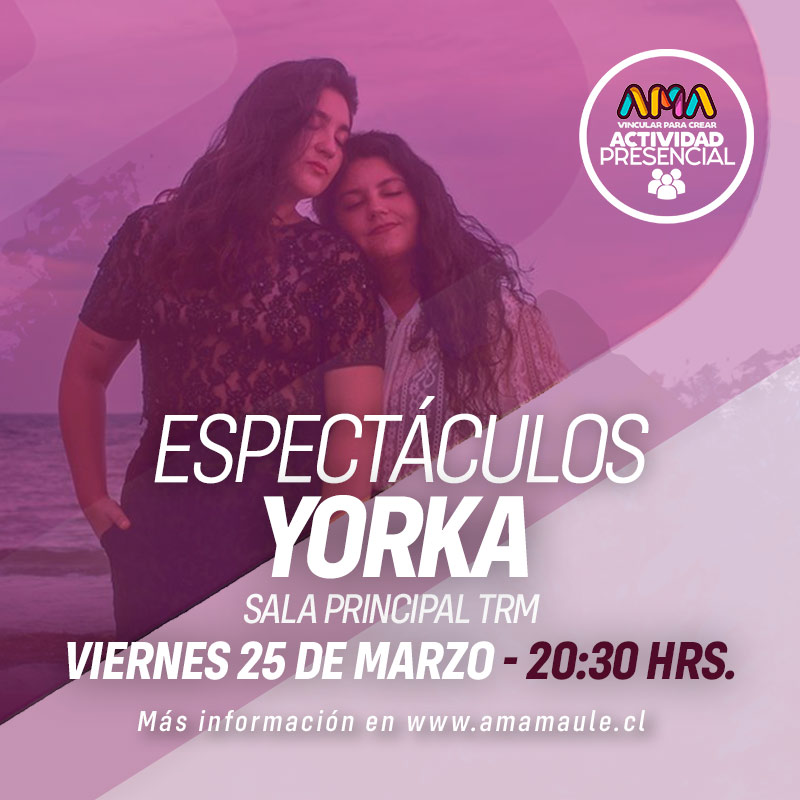 AMA
VINCULAR PARA CREAR
ACTIVIDAD
PRESENCIAL
ESPECTÁCULOS
YORKA
SALA PRINCIPAL TRM
VIERNES 25 DE MARZO - 20:30 HRS.
Más información en www.amamaule.cl